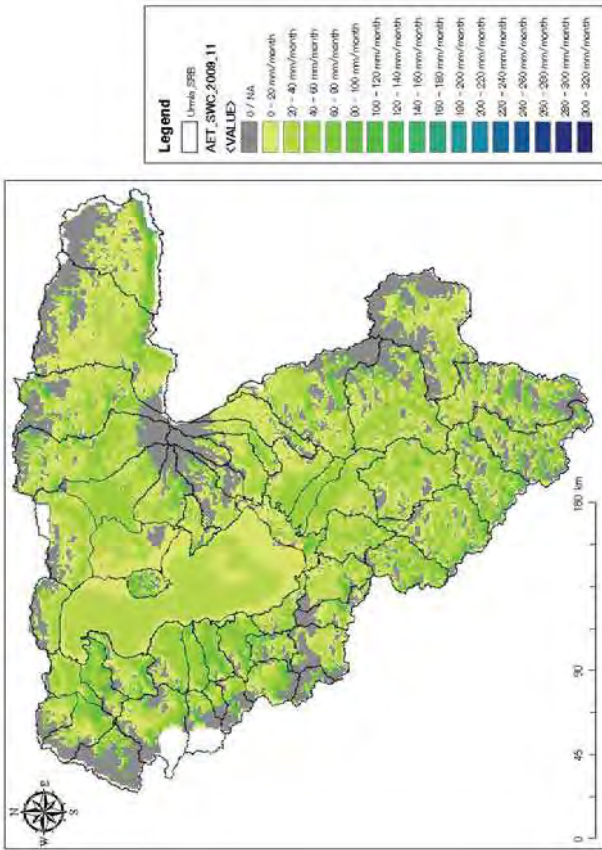 N
W
E
S
0
45
90
180 km
Legend
Urmia_SRB
AET_SWC_2009_11
<VALUE>
0 / NA
0 - 20 mm/month
20 - 40 mm/month
40 - 60 mm/month
60 - 80 mm/month
80 - 100 mm/month
100 - 120 mm/month
120 - 140 mm/month
140 - 160 mm/month
160 - 180 mm/month
180 - 200 mm/month
200 - 220 mm/month
220 - 240 mm/month
240 - 260 mm/month
260 - 280 mm/month
280 - 300 mm/month
300 - 320 mm/month